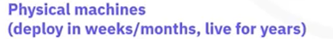 Physical machines
(deploy in weeks/months, live for years)